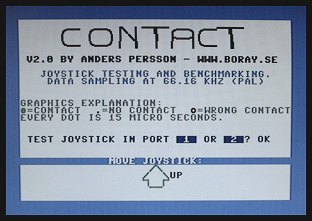 CONTACT
V2.0 BY ANDERS PERSSON - WWW.BORAY.SE
JOYSTICK TESTING AND BENCHMARKING.
DATA SAMPLING AT 66.16 KHZ (PAL)
GRAPHICS EXPLANATION:
=CONTACT .=NO CONTACT o=WRONG CONTACT
EVERY DOT IS 15 MICRO SECONDS.
TEST JOYSTICK IN PORT 1 OR 2? OK
MOVE JOYSTICK:
UP